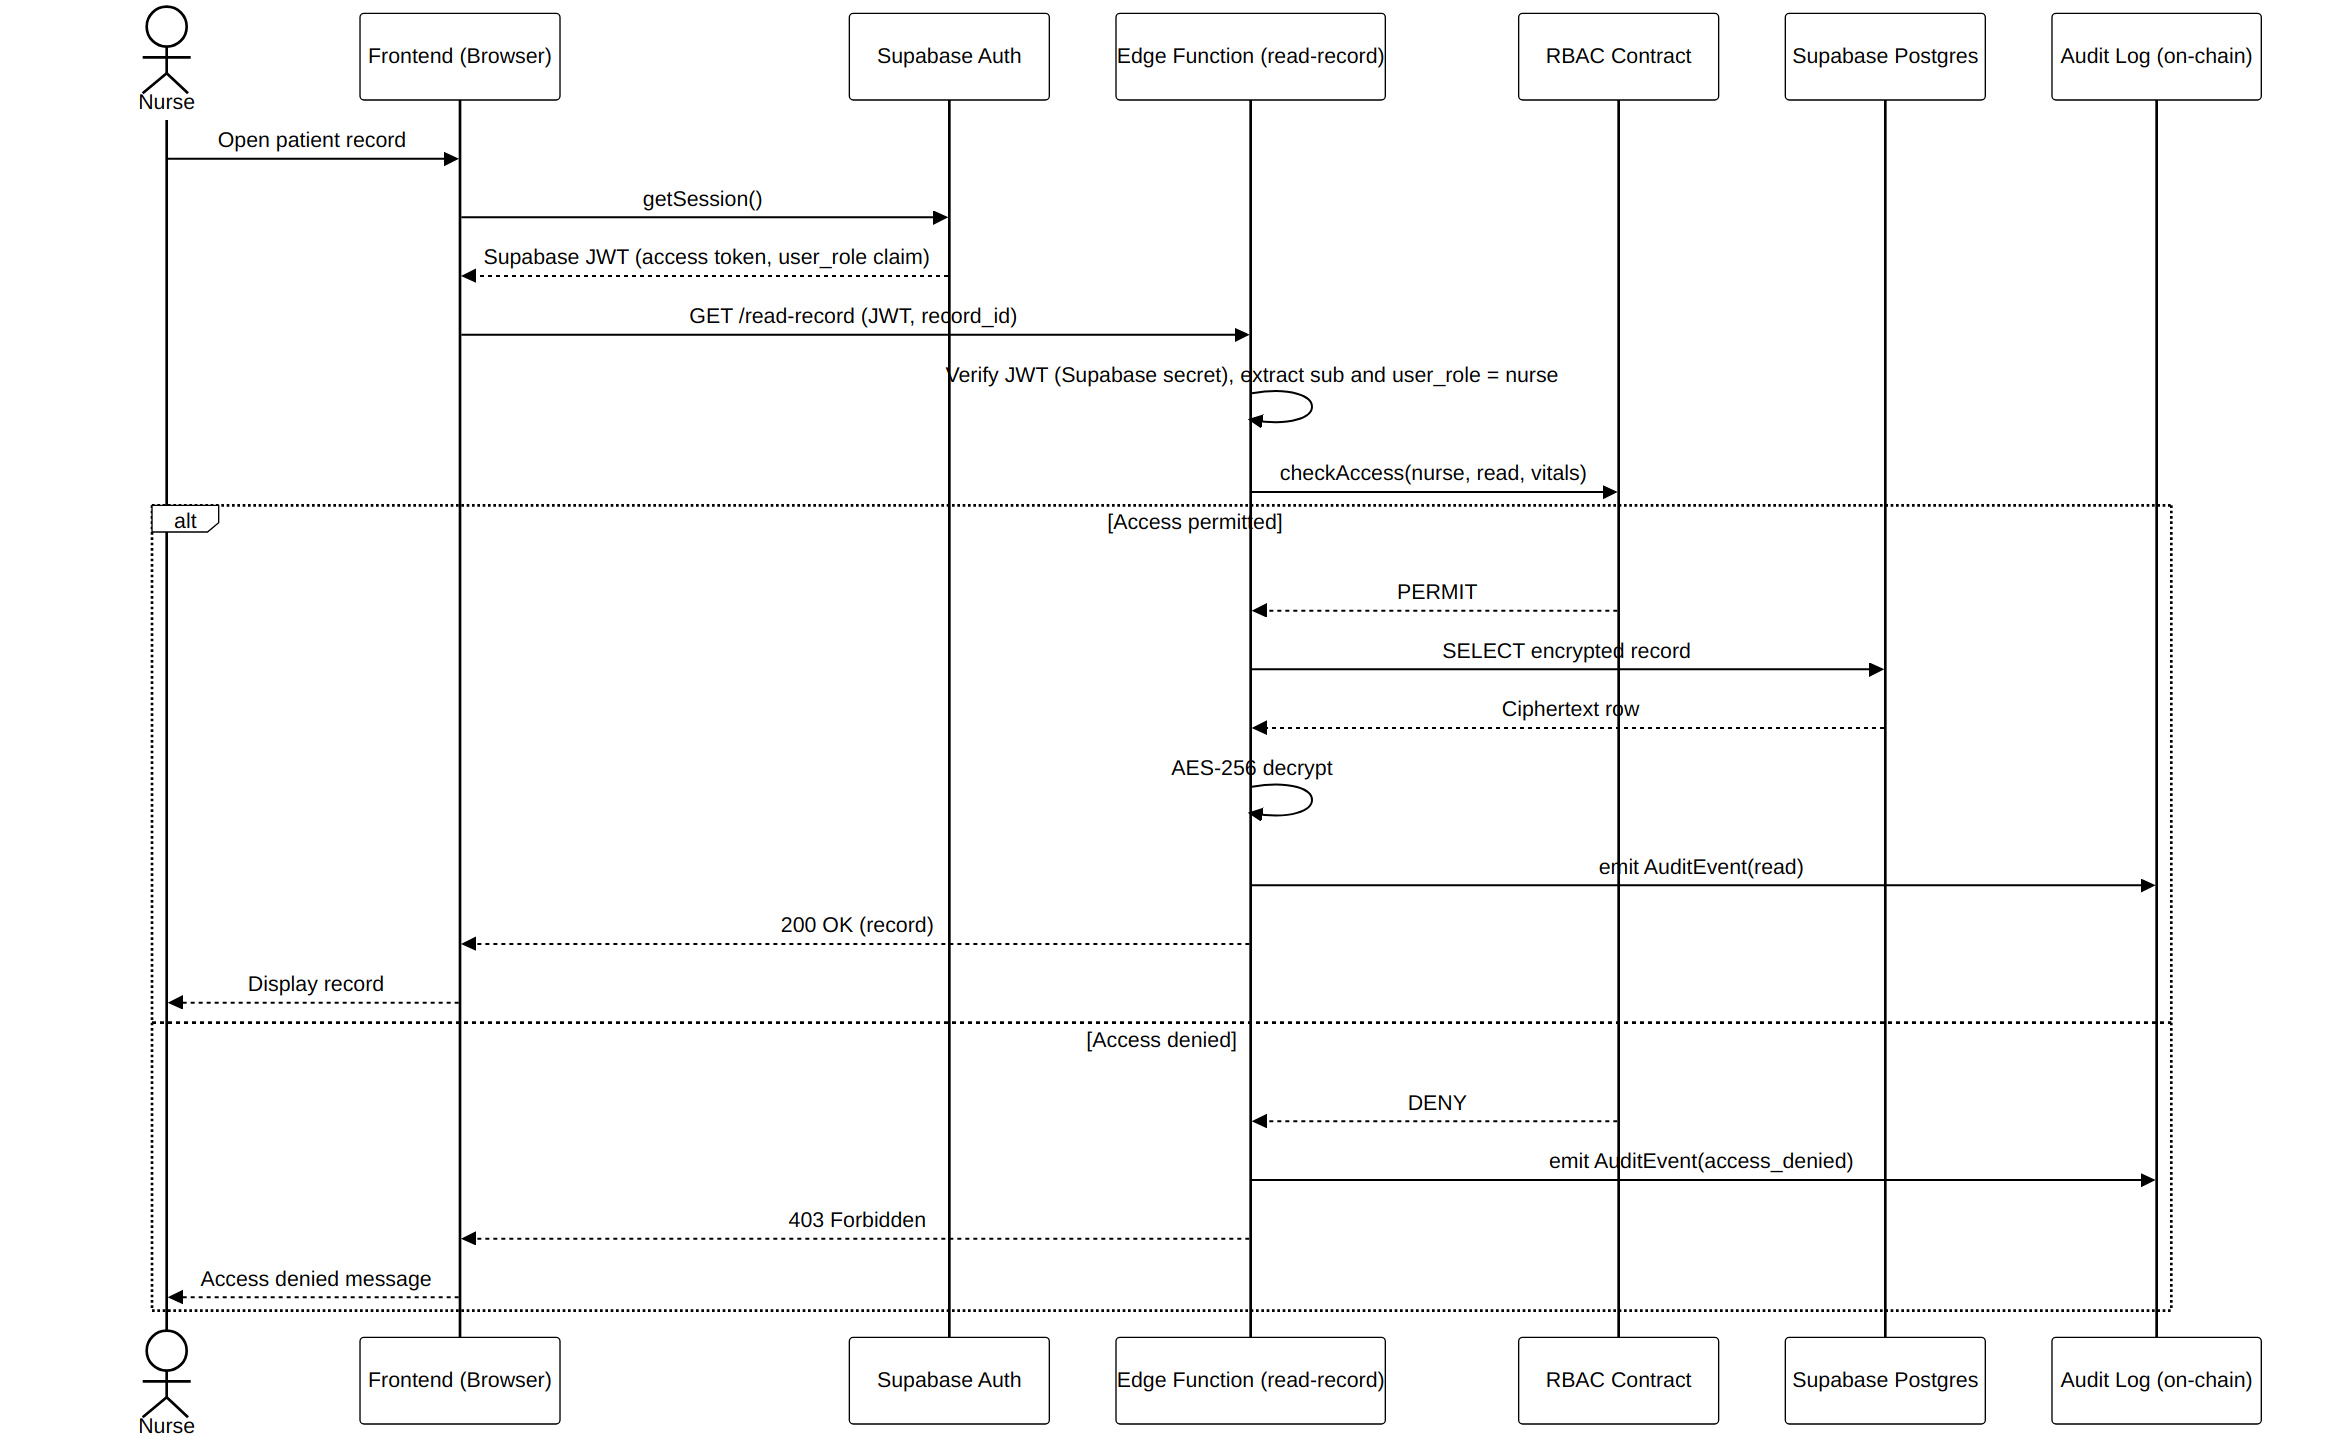 Nurse
Frontend (Browser)
Supabase Auth
Edge Function (read-record)
RBAC Contract
Supabase Postgres
Audit Log (on-chain)
Open patient record
getSession()
Supabase JWT (access token, user_role claim)
GET /read-record (JWT, record_id)
Verify JWT (Supabase secret), extract sub and user_role = nurse
checkAccess(nurse, read, vitals)
alt
[Access permitted]
PERMIT
SELECT encrypted record
Ciphertext row
AES-256 decrypt
emit AuditEvent(read)
200 OK (record)
Display record
[Access denied]
DENY
emit AuditEvent(access_denied)
403 Forbidden
Access denied message
Nurse
Frontend (Browser)
Supabase Auth
Edge Function (read-record)
RBAC Contract
Supabase Postgres
Audit Log (on-chain)